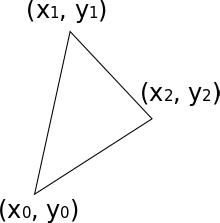 (x1, y1)
(x2, y2)
(x0, y0)